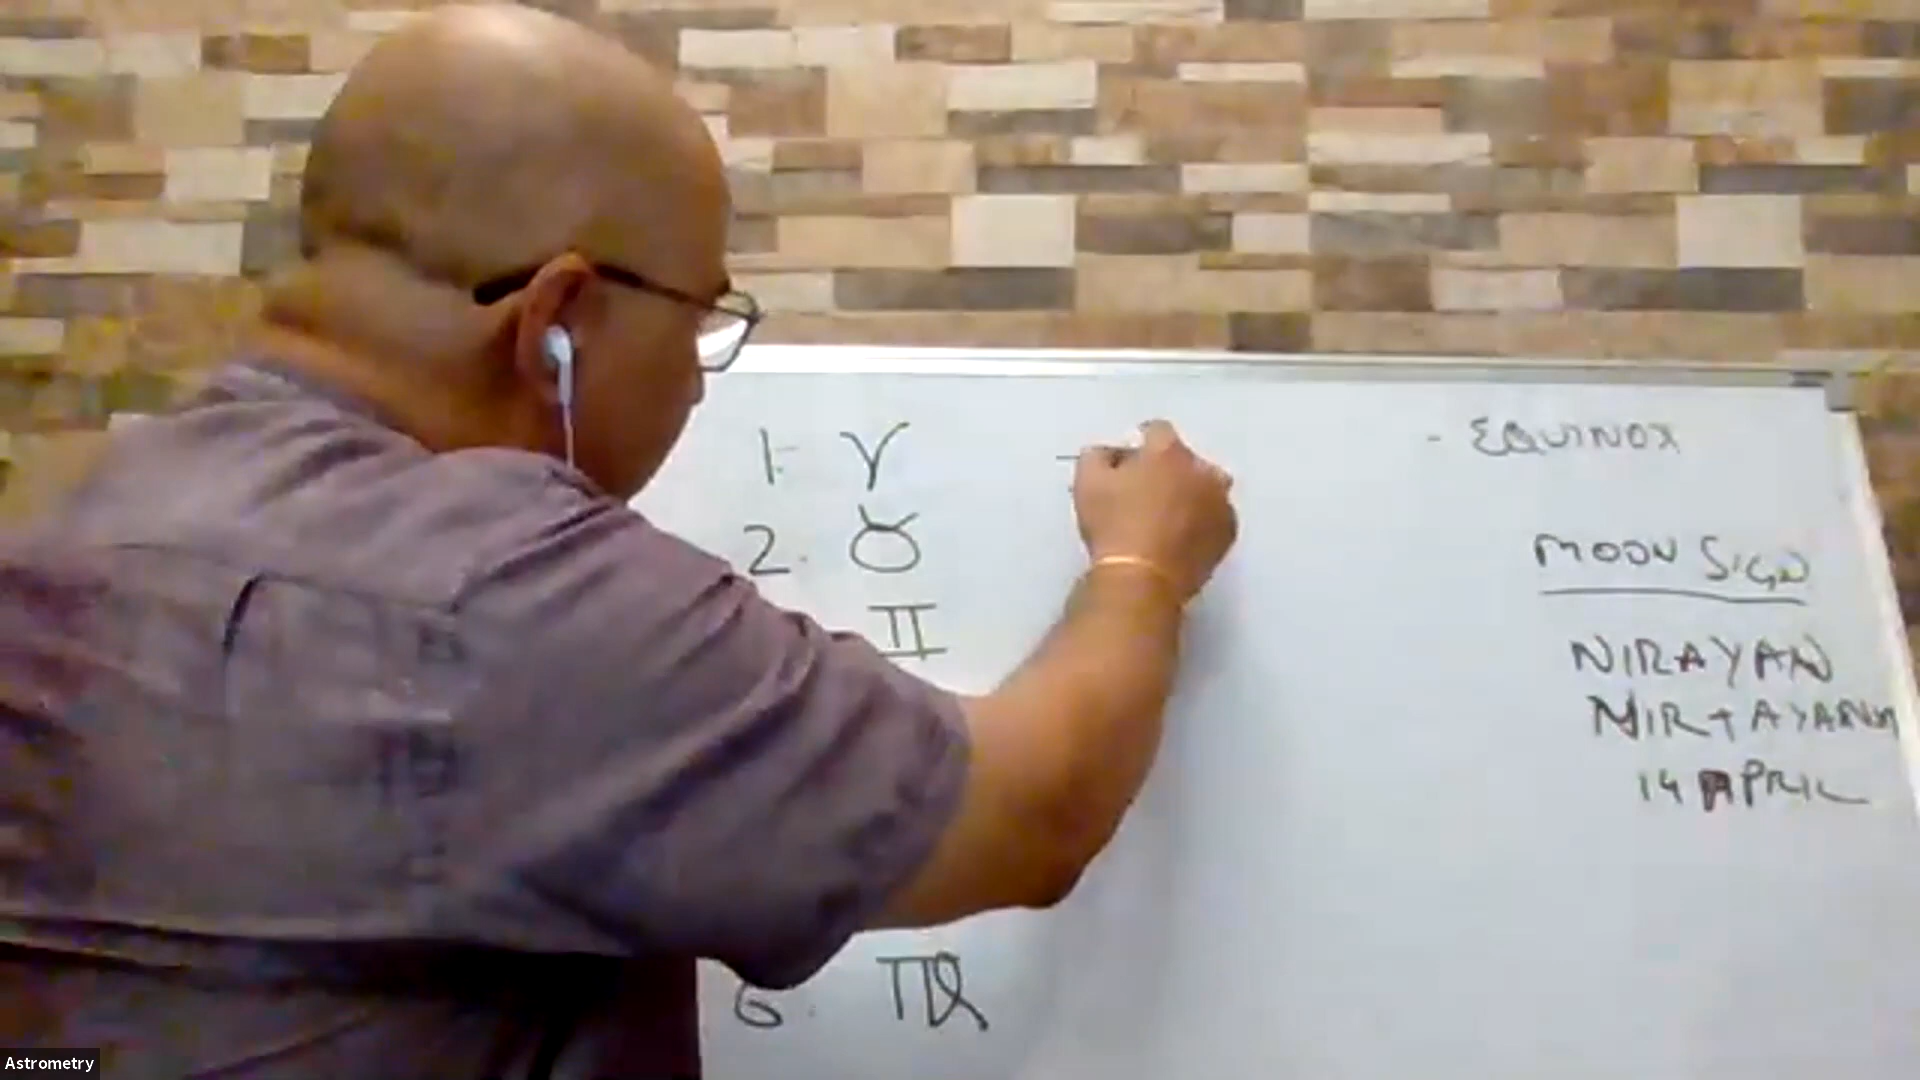 1. ♈ - EQUINOX
2. ♉
MOON SIGN
♊
NIRAYAN
NIR + AYANA
14 APRIL
6. ♍
Astrometry